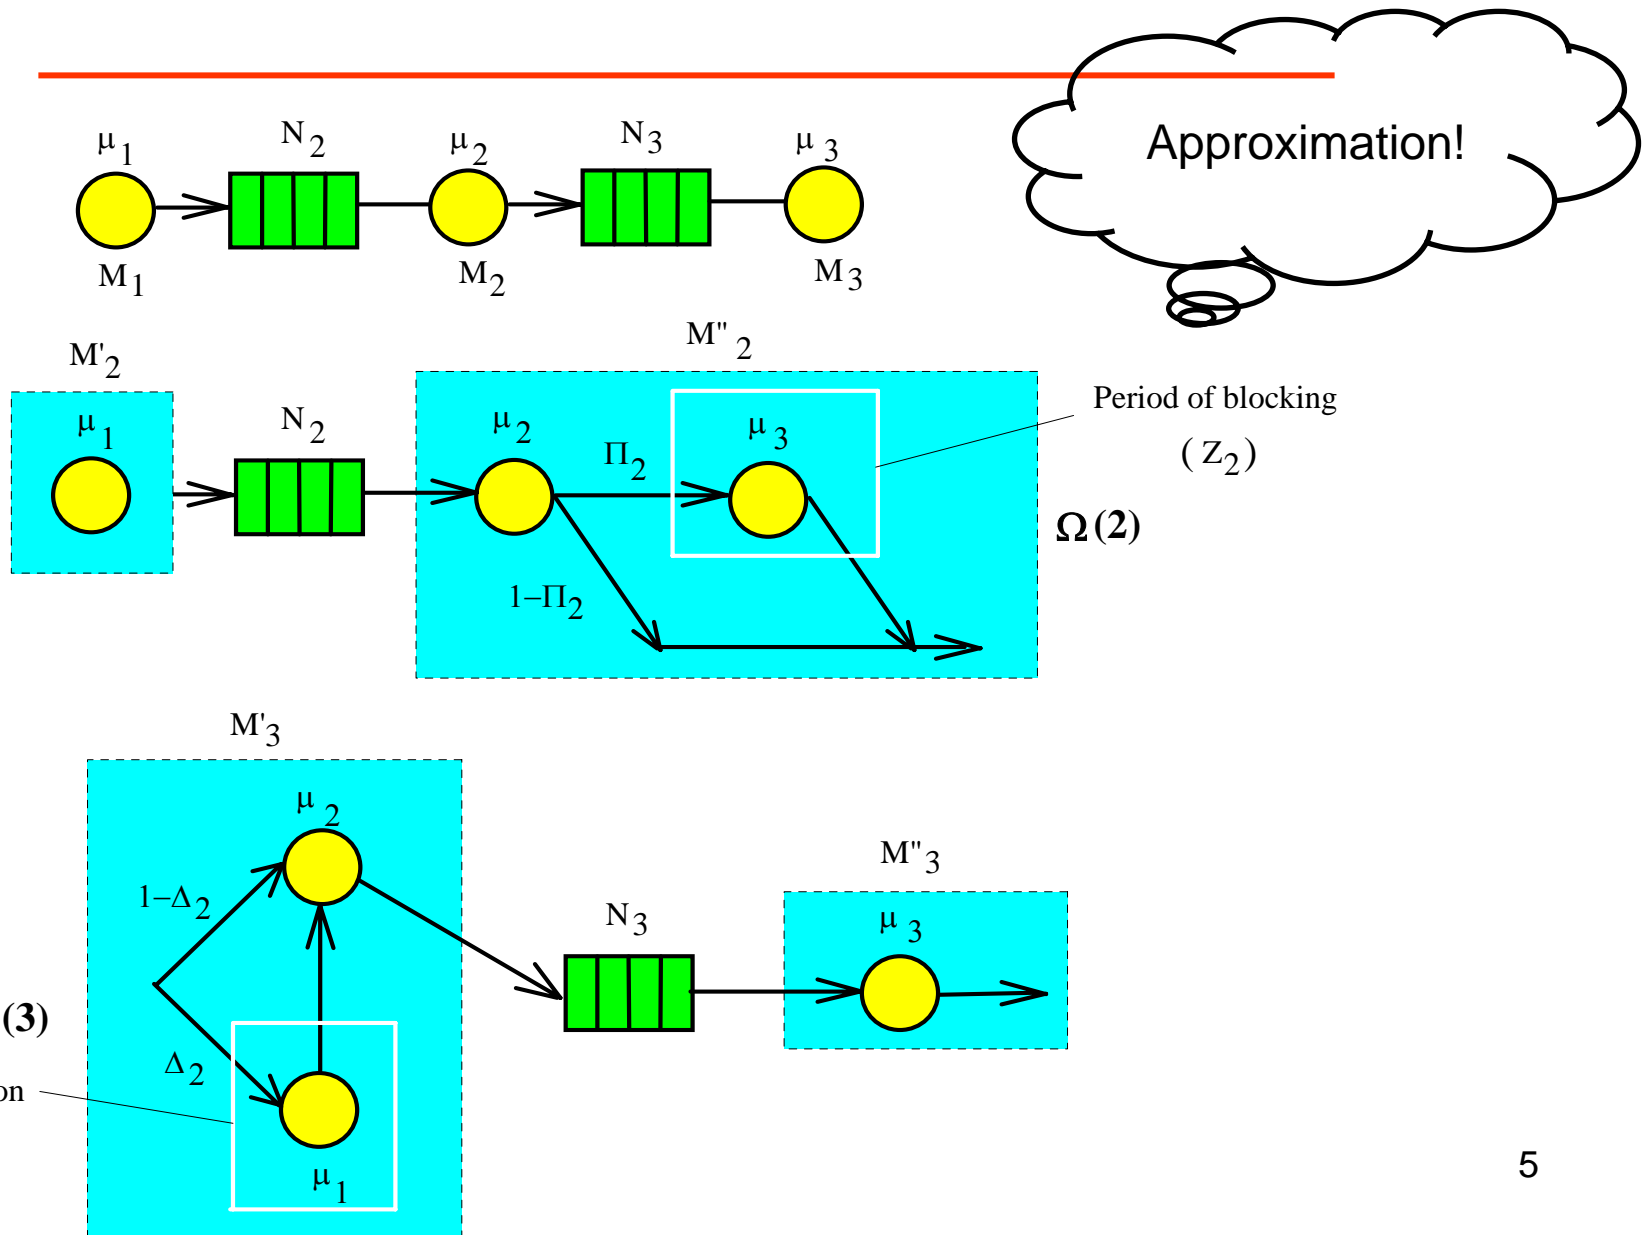 Approximation!
μ1 N2 μ2 N3 μ3
M1 M2 M3
M'2 M"2
μ1 N2 μ2 Π2 μ3
1−Π2
Period of blocking
( Z2 )
Ω (2)
M'3
μ2
1−Δ2
Δ2
μ1
(3)
N3
M"3
μ3
5